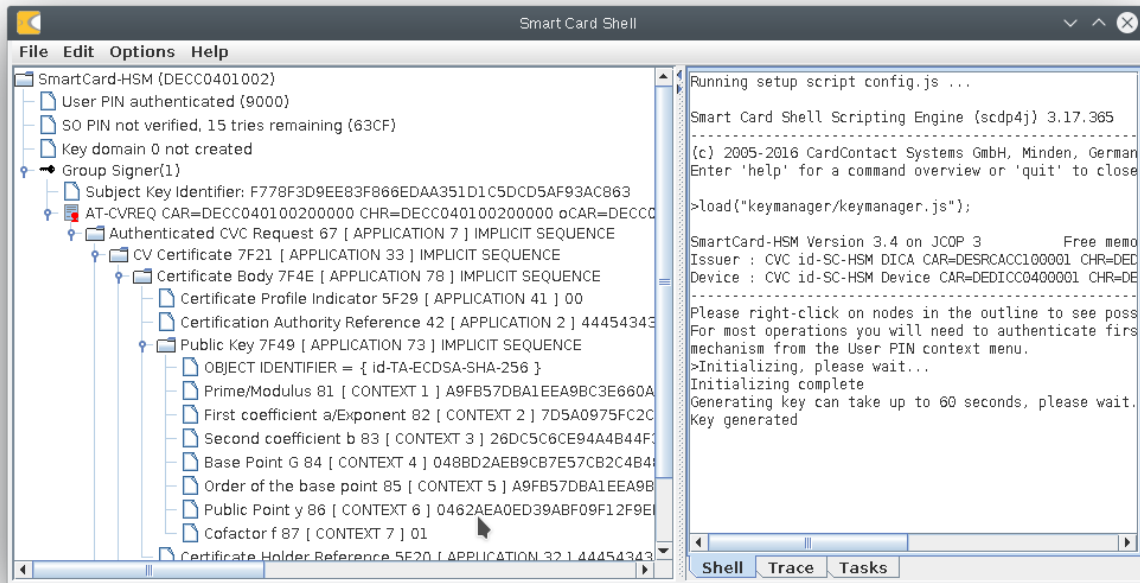 Smart Card Shell
File Edit Options Help
SmartCard-HSM (DECC0401002)
User PIN authenticated (9000)
SO PIN not verified, 15 tries remaining (63CF)
Key domain 0 not created
Group Signer(1)
Subject Key Identifier: F778F3D9EE83F866EDAA351D1C5DCD5AF93AC863
AT-CVREQ CAR=DECC040100200000 CHR=DECC040100200000 oCAR=DECC0
Authenticated CVC Request 67 [ APPLICATION 7 ] IMPLICIT SEQUENCE
CV Certificate 7F21 [ APPLICATION 33 ] IMPLICIT SEQUENCE
Certificate Body 7F4E [ APPLICATION 78 ] IMPLICIT SEQUENCE
Certificate Profile Indicator 5F29 [ APPLICATION 41 ] 00
Certification Authority Reference 42 [ APPLICATION 2 ] 44454343
Public Key 7F49 [ APPLICATION 73 ] IMPLICIT SEQUENCE
OBJECT IDENTIFIER = { id-TA-ECDSA-SHA-256 }
Prime/Modulus 81 [ CONTEXT 1 ] A9FB57DBA1EEA9BC3E660A
First coefficient a/Exponent 82 [ CONTEXT 2 ] 7D5A0975FC2C
Second coefficient b 83 [ CONTEXT 3 ] 26DC5C6CE94A4B44F3
Base Point G 84 [ CONTEXT 4 ] 048BD2AEB9CB7E57CB2C4B4
Order of the base point 85 [ CONTEXT 5 ] A9FB57DBA1EEA9B
Public Point y 86 [ CONTEXT 6 ] 0462AEA0ED39ABF09F12F9E
Cofactor f 87 [ CONTEXT 7 ] 01
Certificate Holder Reference 5F20 [ APPLICATION 32 ] 44454343
Running setup script config.js ...
Smart Card Shell Scripting Engine (scdp4j) 3.17.365
---------------------------------------------------
(c) 2005-2016 CardContact Systems GmbH, Minden, German
Enter 'help' for a command overview or 'quit' to close
>load("keymanager/keymanager.js");
SmartCard-HSM Version 3.4 on JCOP 3 Free memo
Issuer : CVC id-SC-HSM DICA CAR=DESRCACC100001 CHR=DED
Device : CVC id-SC-HSM Device CAR=DEDICC0400001 CHR=DE
---------------------------------------------------
Please right-click on nodes in the outline to see poss
For most operations you will need to authenticate firs
mechanism from the User PIN context menu.
>Initializing, please wait...
Initializing complete
Generating key can take up to 60 seconds, please wait.
Key generated
Shell Trace Tasks